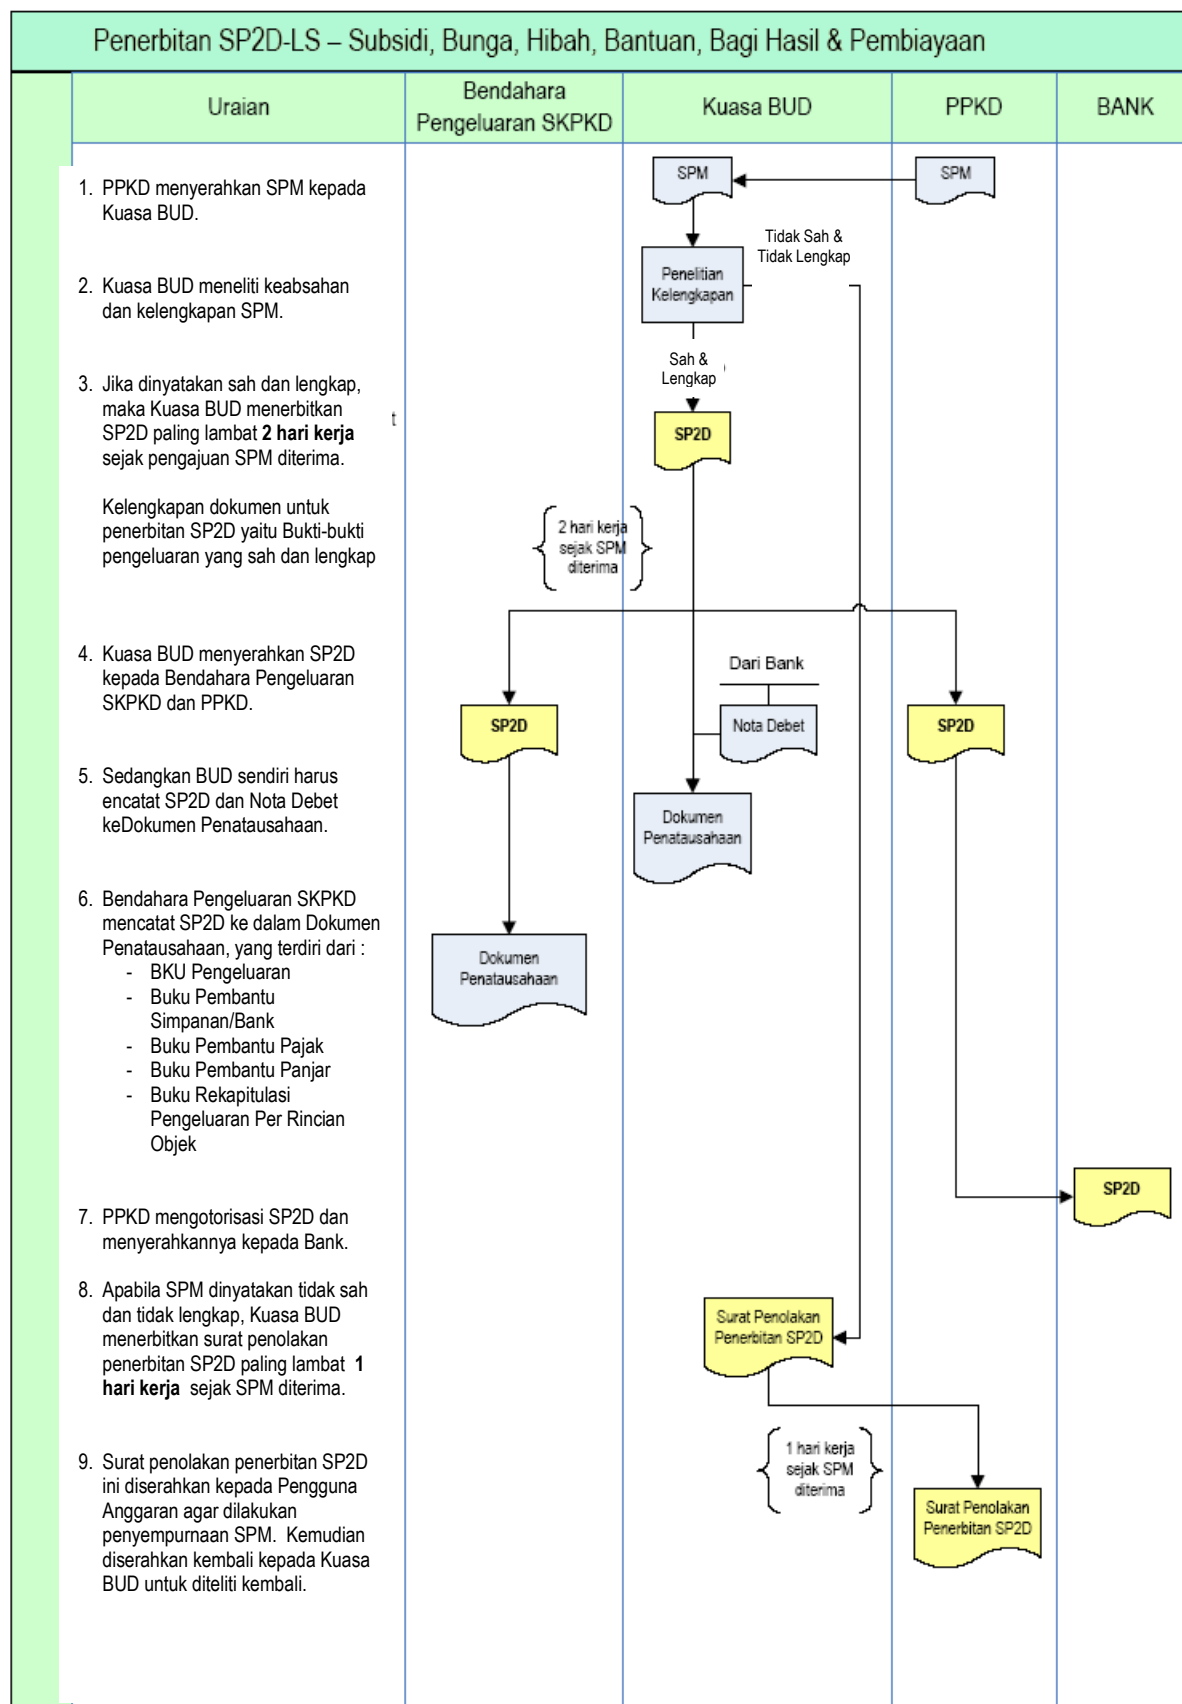 Penerbitan SP2D-LS – Subsidi, Bunga, Hibah, Bantuan, Bagi Hasil & Pembiayaan
Uraian
Bendahara
Pengeluaran SKPKD
Kuasa BUD
PPKD
BANK
1. PPKD menyerahkan SPM kepada
Kuasa BUD.
2. Kuasa BUD meneliti keabsahan
dan kelengkapan SPM.
3. Jika dinyatakan sah dan lengkap,
maka Kuasa BUD menerbitkan
SP2D paling lambat 2 hari kerja
sejak pengajuan SPM diterima.
Kelengkapan dokumen untuk
penerbitan SP2D yaitu Bukti-bukti
pengeluaran yang sah dan lengkap
4. Kuasa BUD menyerahkan SP2D
kepada Bendahara Pengeluaran
SKPKD dan PPKD.
5. Sedangkan BUD sendiri harus
encatat SP2D dan Nota Debet
keDokumen Penatausahaan.
6. Bendahara Pengeluaran SKPKD
mencatat SP2D ke dalam Dokumen
Penatausahaan, yang terdiri dari :
- BKU Pengeluaran
- Buku Pembantu
Simpanan/Bank
- Buku Pembantu Pajak
- Buku Pembantu Panjar
- Buku Rekapitulasi
Pengeluaran Per Rincian
Objek
7. PPKD mengotorisasi SP2D dan
menyerahkannya kepada Bank.
8. Apabila SPM dinyatakan tidak sah
dan tidak lengkap, Kuasa BUD
menerbitkan surat penolakan
penerbitan SP2D paling lambat 1
hari kerja sejak SPM diterima.
9. Surat penolakan penerbitan SP2D
ini diserahkan kepada Pengguna
Anggaran agar dilakukan
penyempurnaan SPM. Kemudian
diserahkan kembali kepada Kuasa
BUD untuk diteliti kembali.
SPM
SPM
Tidak Sah &
Tidak Lengkap
Penelitian
Kelengkapan
Sah &
Lengkap
t
SP2D
2 hari kerja
sejak SPM
diterima
Dari Bank
SP2D
Nota Debet
SP2D
Dokumen
Penatausahaan
Dokumen
Penatausahaan
SP2D
Surat Penolakan
Penerbitan SP2D
1 hari kerja
sejak SPM
diterima
Surat Penolakan
Penerbitan SP2D